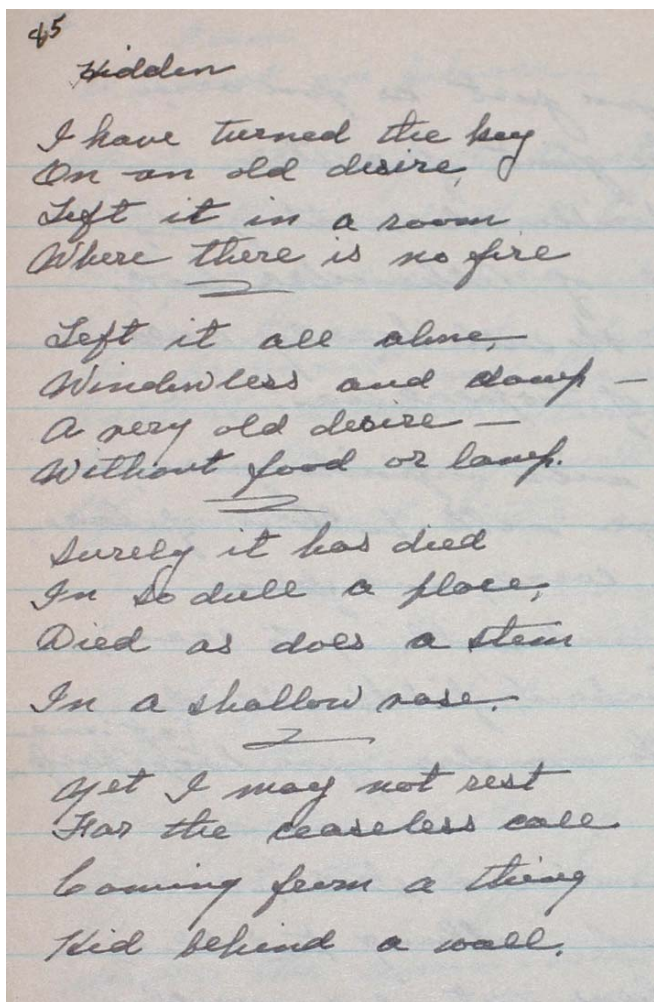 45
Hidden
I have turned the key
On an old desire,
Left it in a room
Where there is no fire
Left it all alone,
Windowless and damp —
A very old desire —
Without food or lamp.
Surely it has died
In so dull a place,
Died as does a stem
In a shallow vase.
Yet I may not rest
For the ceaseless call
Coming from a thing
Hid behind a wall.